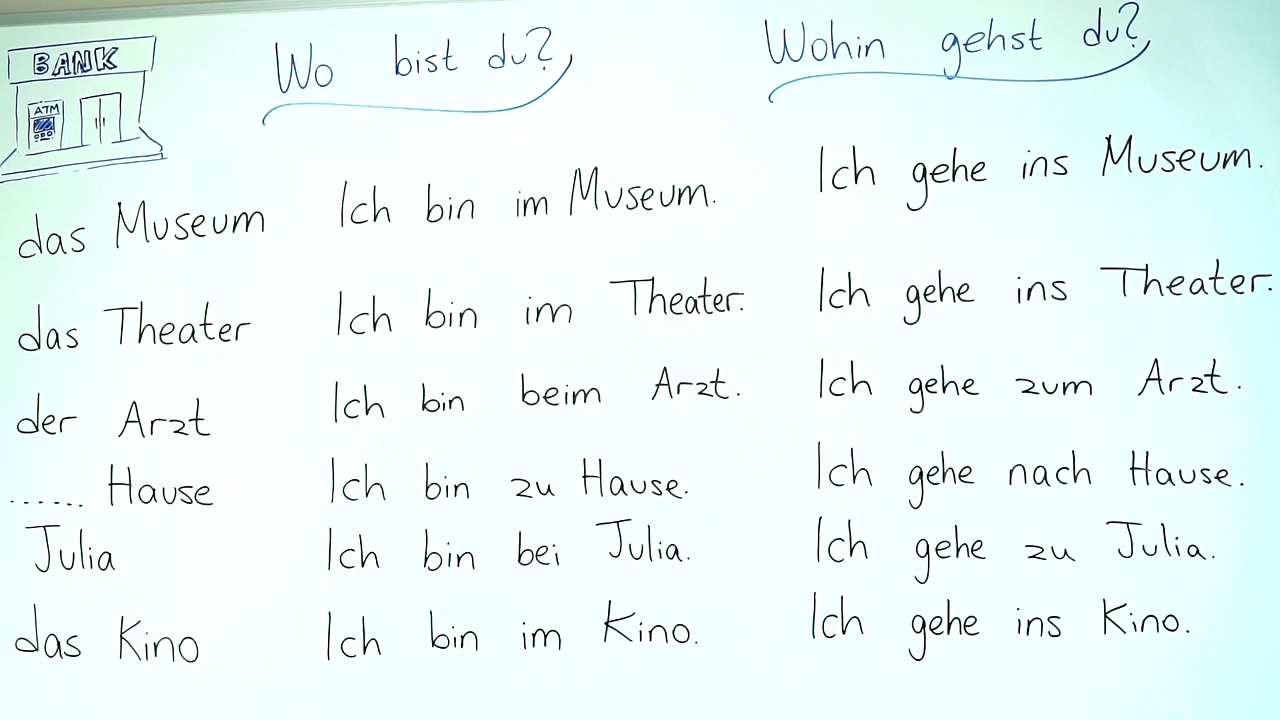 BANK
ATM
Wo bist du?
Wohin gehst du?
das Museum Ich bin im Museum. Ich gehe ins Museum.
das Theater Ich bin im Theater. Ich gehe ins Theater.
der Arzt Ich bin beim Arzt. Ich gehe zum Arzt.
...... Hause Ich bin zu Hause. Ich gehe nach Hause.
Julia Ich bin bei Julia. Ich gehe zu Julia.
das Kino Ich bin im Kino. Ich gehe ins Kino.